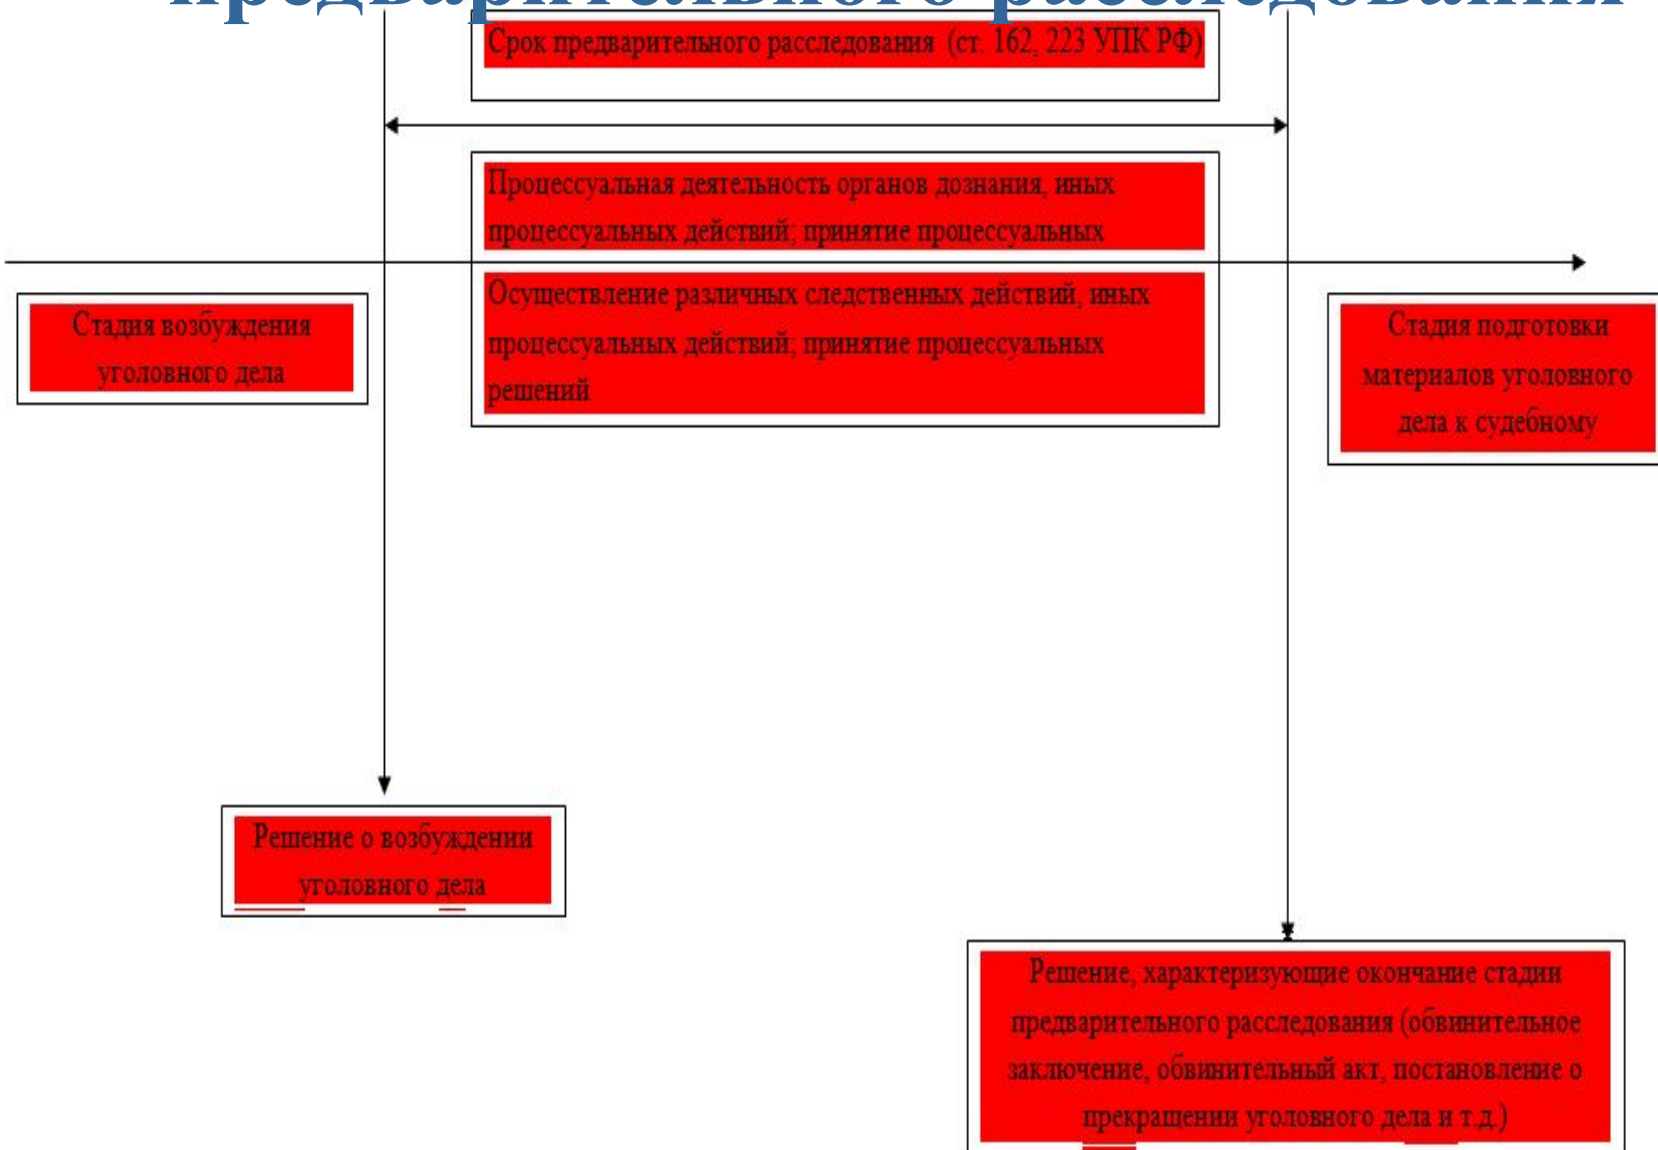 предварительного расследования
Срок предварительного расследования (ст. 162, 223 УПК РФ)
Процессуальная деятельность органов дознания, иных
процессуальных действий; принятие процессуальных
Осуществление различных следственных действий, иных
процессуальных действий; принятие процессуальных
решений
Стадия возбуждения
уголовного дела
Стадия подготовки
материалов уголовного
дела к судебному
Решение о возбуждении
уголовного дела
Решение, характеризующие окончание стадии
предварительного расследования (обвинительное
заключение, обвинительный акт, постановление о
прекращении уголовного дела и т.д.)